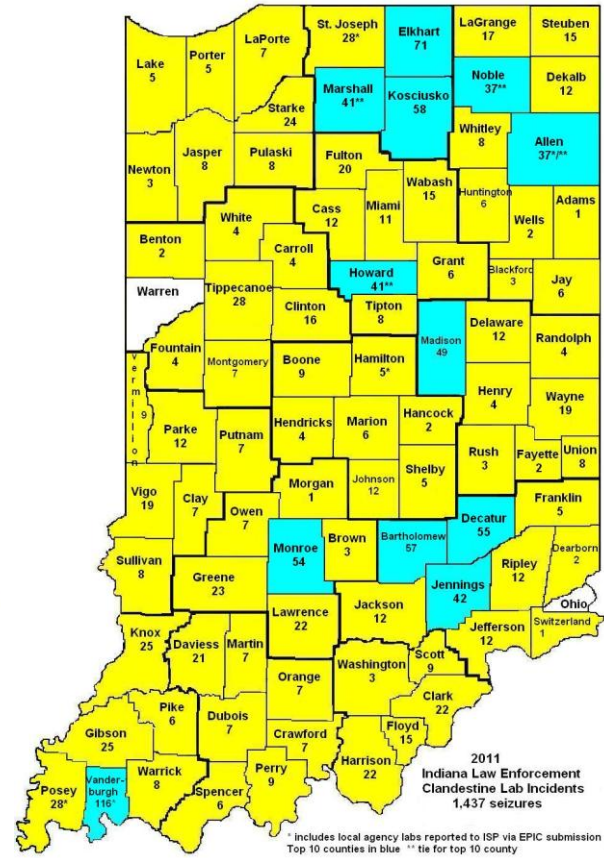 St. Joseph
28*
Elkhart
71
LaGrange
17
Steuben
15
LaPorte
7
Porter
5
Lake
5
Noble
37**
Dekalb
12
Marshall
41**
Kosciusko
58
Starke
24
Whitley
8
Allen
37*/**
Jasper
8
Pulaski
8
Fulton
20
Newton
3
Wabash
15
Huntington
6
Miami
11
Cass
12
Wells
2
Adams
1
White
4
Benton
2
Carroll
4
Grant
6
Blackford
3
Jay
6
Howard
41**
Warren
Tippecanoe
28
Clinton
16
Tipton
8
Madison
49
Delaware
12
Randolph
4
Fountain
4
Montgomery
7
Boone
9
Hamilton
5*
Vermillion
9
Henry
4
Wayne
19
Parke
12
Putnam
7
Hendricks
4
Marion
6
Hancock
2
Rush
3
Fayette
2
Union
8
Vigo
19
Clay
7
Morgan
1
Johnson
12
Shelby
5
Franklin
5
Owen
7
Decatur
55
Monroe
54
Brown
3
Bartholomew
57
Sullivan
8
Greene
23
Ripley
12
Dearborn
2
Jennings
42
Ohio
Lawrence
22
Jackson
12
Jefferson
12
Switzerland
1
Knox
25
Daviess
21
Martin
7
Scott
9
Washington
3
Orange
7
Clark
22
Pike
6
Dubois
7
Gibson
25
Crawford
7
Floyd
15
Harrison
22
Posey
28*
Vander-
burgh
116*
Warrick
8
Spencer
6
Perry
9
2011
Indiana Law Enforcement
Clandestine Lab Incidents
1,437 seizures
* includes local agency labs reported to ISP via EPIC submission
Top 10 counties in blue ** tie for top 10 county